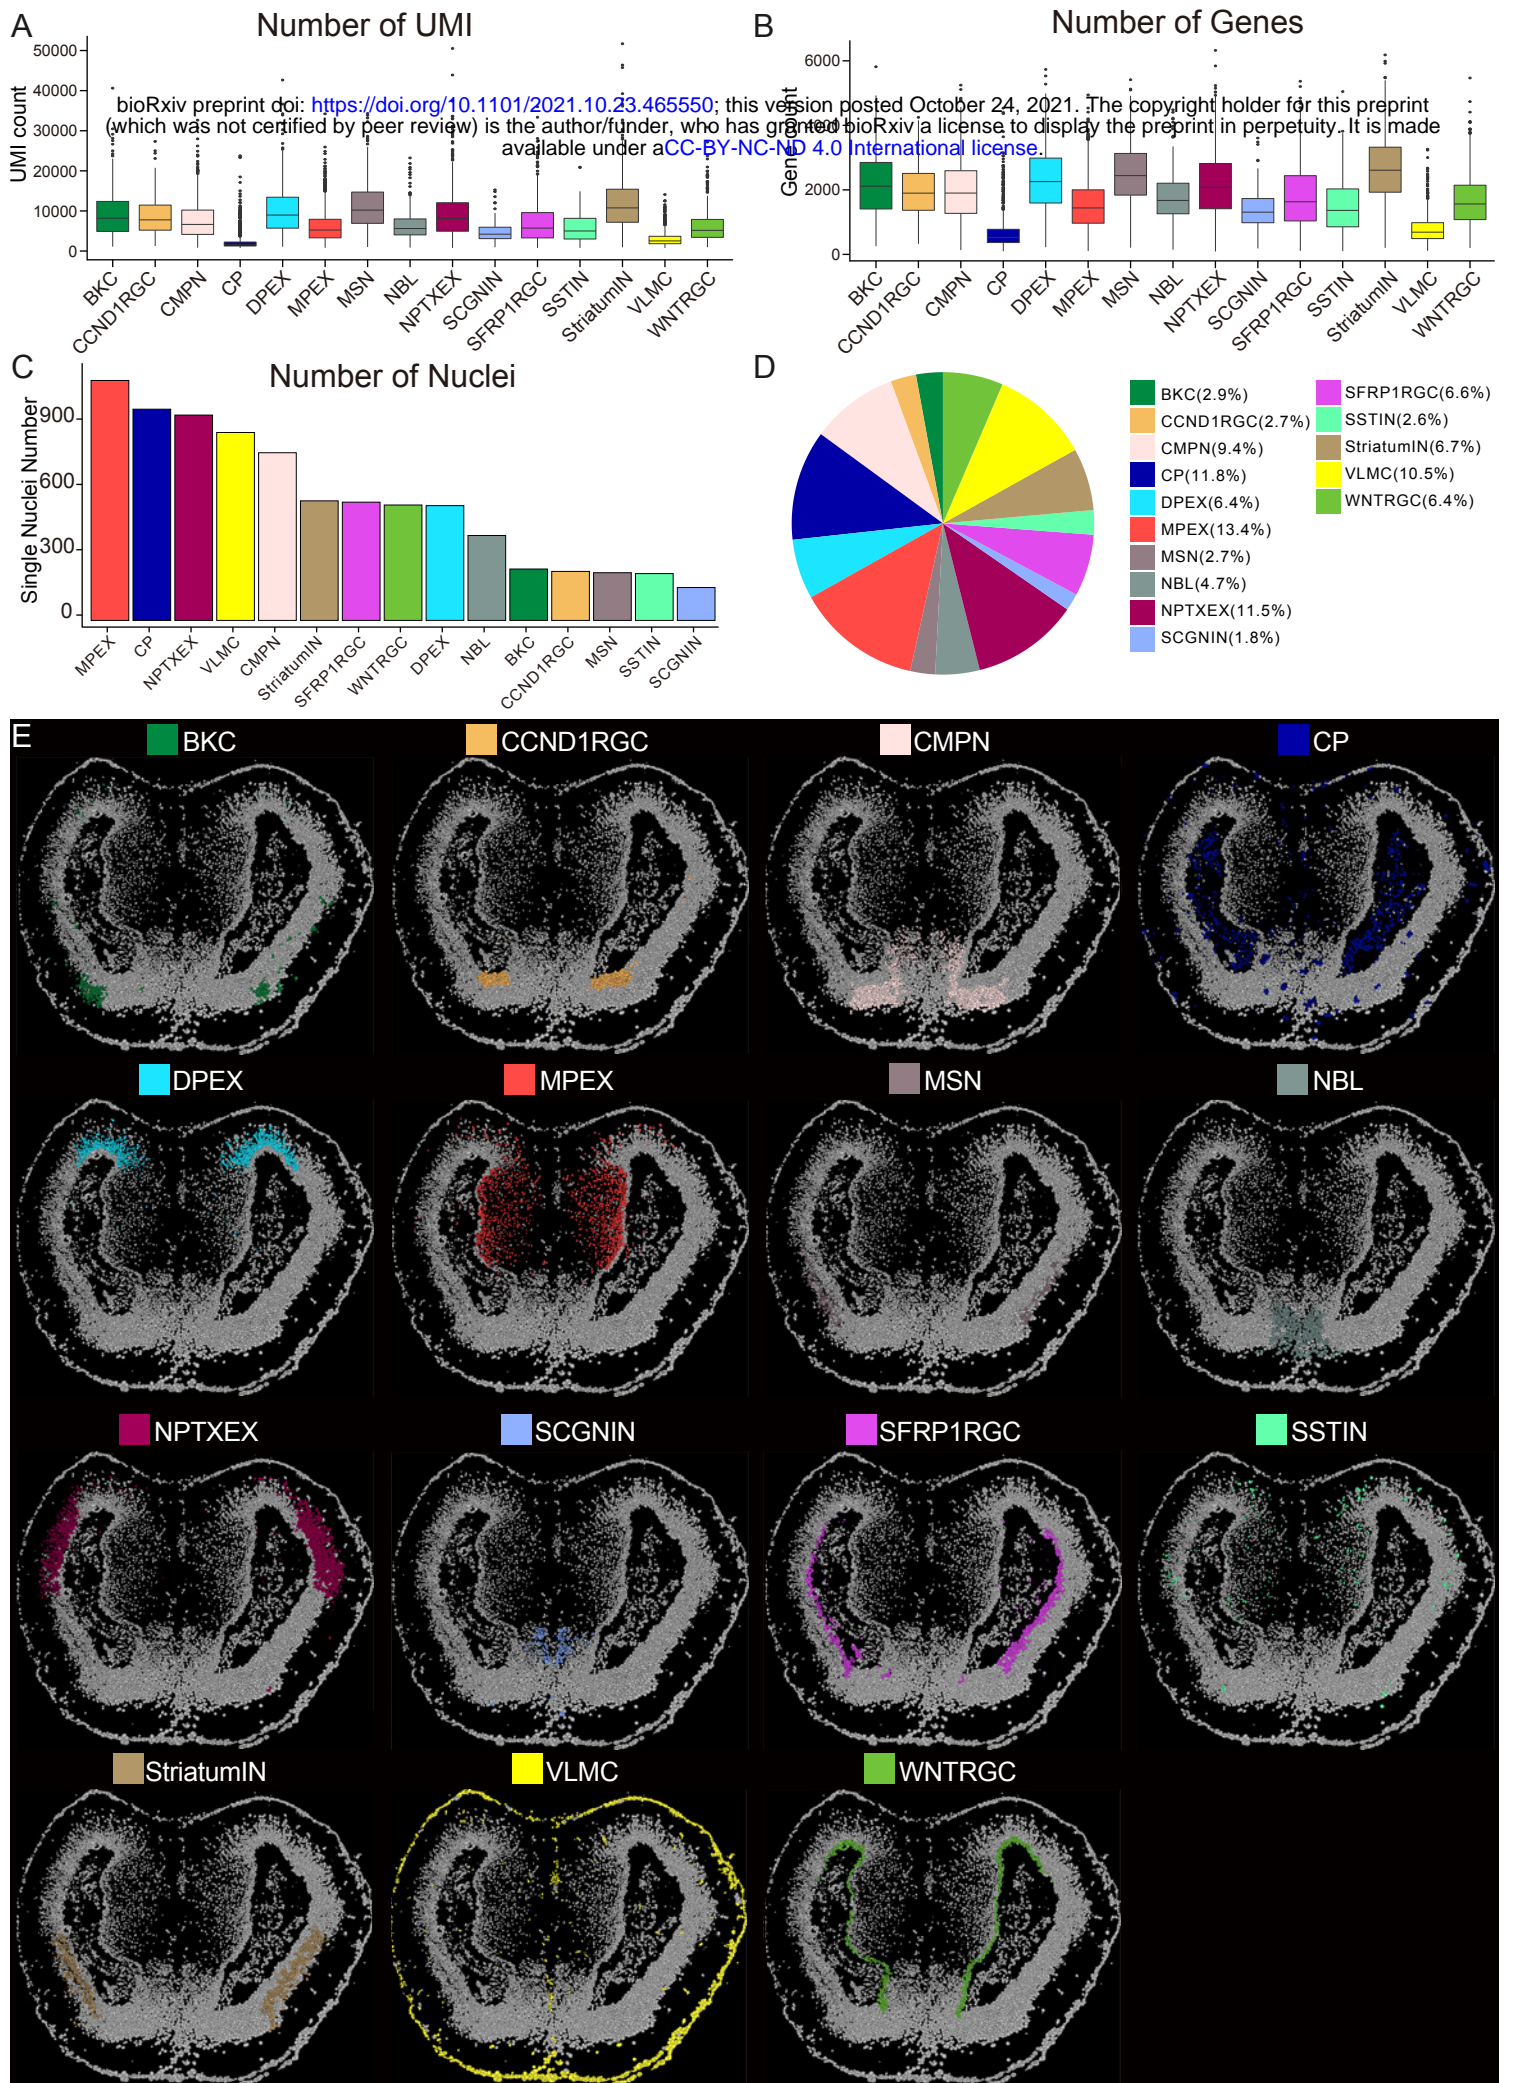 A
Number of UMI
UMI count
50000
40000
30000
20000
10000
0
BKC
CCND1RGC
CMPN
CP
DPEX
MPEX
MSN
NBL
NPTXEX
SCGNIN
SFRP1RGC
SSTIN
StriatumIN
VLMC
WNTRGC
B
Number of Genes
Gene count
6000
4000
2000
0
BKC
CCND1RGC
CMPN
CP
DPEX
MPEX
MSN
NBL
NPTXEX
SCGNIN
SFRP1RGC
SSTIN
StriatumIN
VLMC
WNTRGC
bioRxiv preprint doi: https://doi.org/10.1101/2021.10.23.465550; this version posted October 24, 2021. The copyright holder for this preprint
(which was not certified by peer review) is the author/funder, who has granted bioRxiv a license to display the preprint in perpetuity. It is made
available under aCC-BY-NC-ND 4.0 International license.
C
Number of Nuclei
Single Nuclei Number
900
600
300
0
MPEX
CP
NPTXEX
VLMC
CMPN
StriatumIN
SFRP1RGC
WNTRGC
DPEX
NBL
BKC
CCND1RGC
MSN
SSTIN
SCGNIN
D
BKC(2.9%)
CCND1RGC(2.7%)
CMPN(9.4%)
CP(11.8%)
DPEX(6.4%)
MPEX(13.4%)
MSN(2.7%)
NBL(4.7%)
NPTXEX(11.5%)
SCGNIN(1.8%)
SFRP1RGC(6.6%)
SSTIN(2.6%)
StriatumIN(6.7%)
VLMC(10.5%)
WNTRGC(6.4%)
E
BKC
CCND1RGC
CMPN
CP
DPEX
MPEX
MSN
NBL
NPTXEX
SCGNIN
SFRP1RGC
SSTIN
StriatumIN
VLMC
WNTRGC